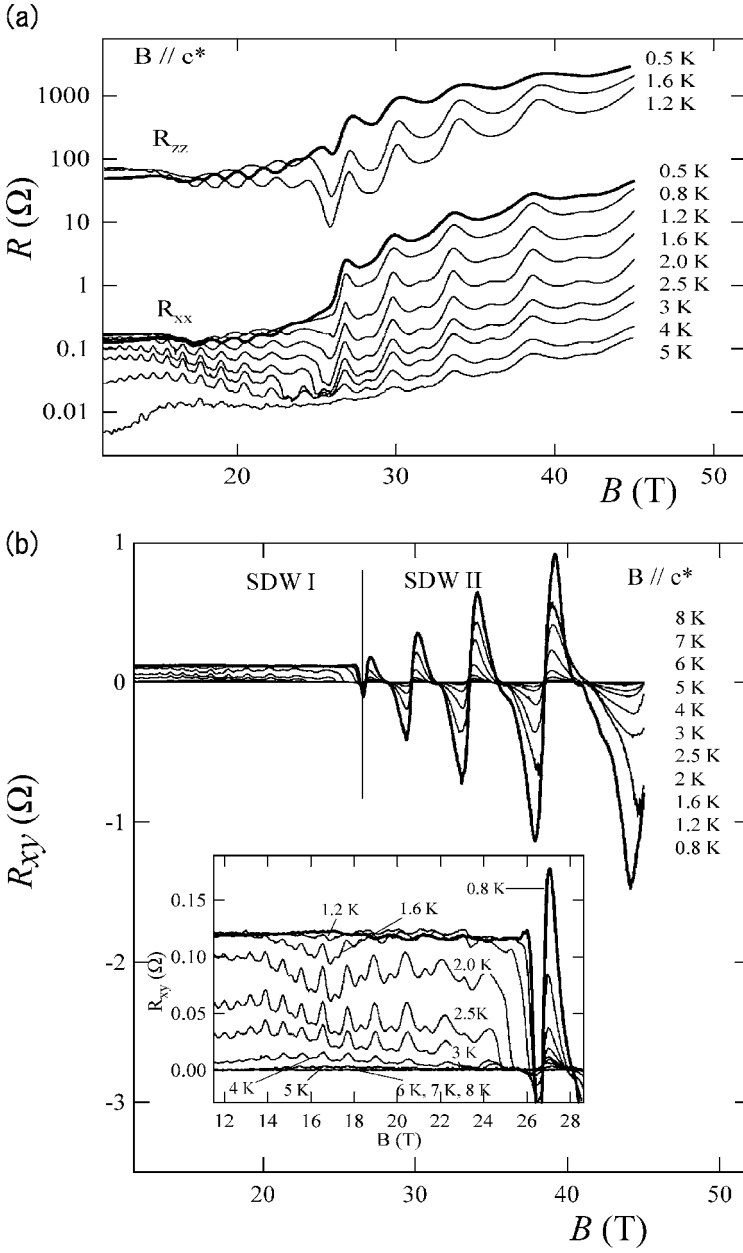 (a)
B // c*
R_zz
0.5 K
1.6 K
1.2 K
R_xx
0.5 K
0.8 K
1.2 K
1.6 K
2.0 K
2.5 K
3 K
4 K
5 K
R (Ω)
1000
100
10
1
0.1
0.01
20
30
40
50
B (T)
(b)
SDW I
SDW II
B // c*
8 K
7 K
6 K
5 K
4 K
3 K
2.5 K
2 K
1.6 K
1.2 K
0.8 K
R_xy (Ω)
1
0
-1
-2
-3
0.8 K
1.2 K
1.6 K
2.0 K
2.5K
3 K
4 K
5 K
6 K, 7 K, 8 K
R_xy (Ω)
0.15
0.10
0.05
0.00
12
14
16
18
20
22
24
26
28
B (T)
20
30
40
50
B (T)